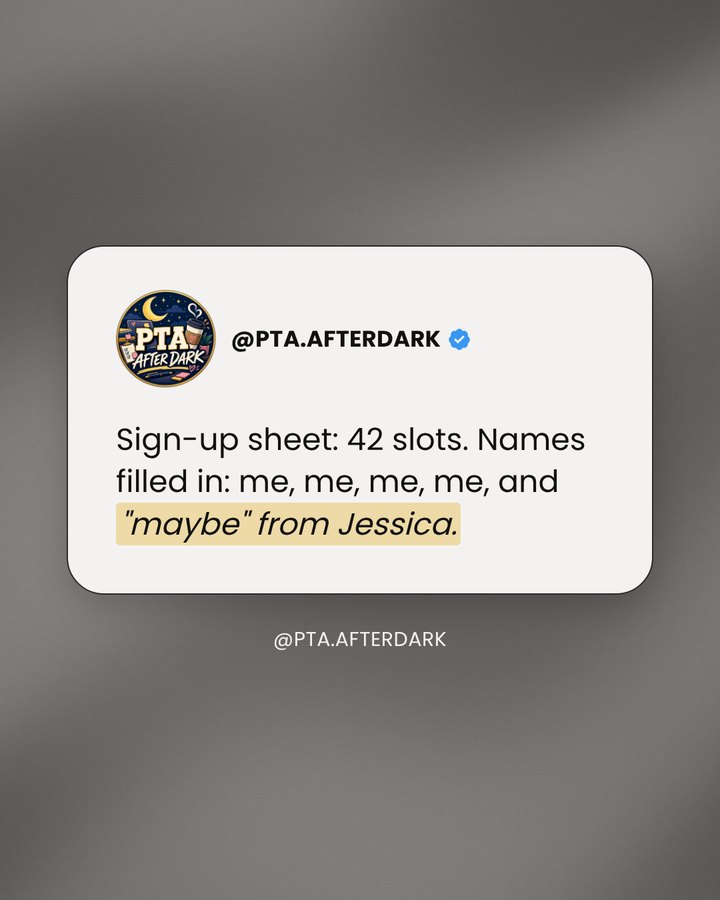 PTA
AFTER DARK
@PTA.AFTERDARK
Sign-up sheet: 42 slots. Names
filled in: me, me, me, me, and
"maybe" from Jessica.
@PTA.AFTERDARK